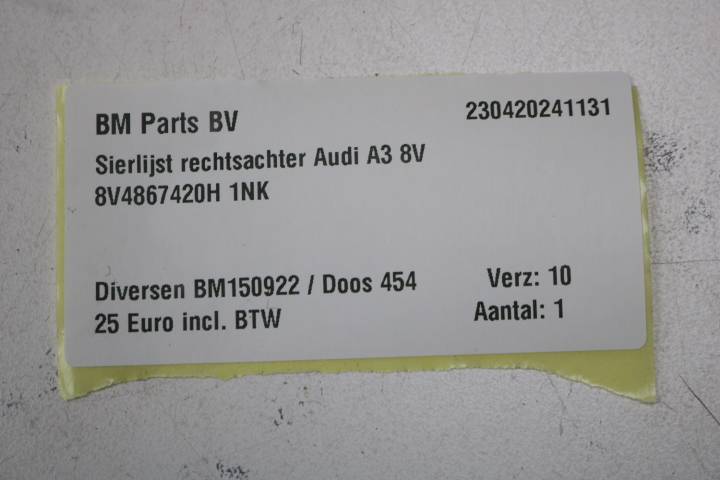 BM Parts BV 230420241131
Sierlijst rechtsachter Audi A3 8V
8V4867420H 1NK
Diversen BM150922 / Doos 454 Verz: 10
25 Euro incl. BTW Aantal: 1